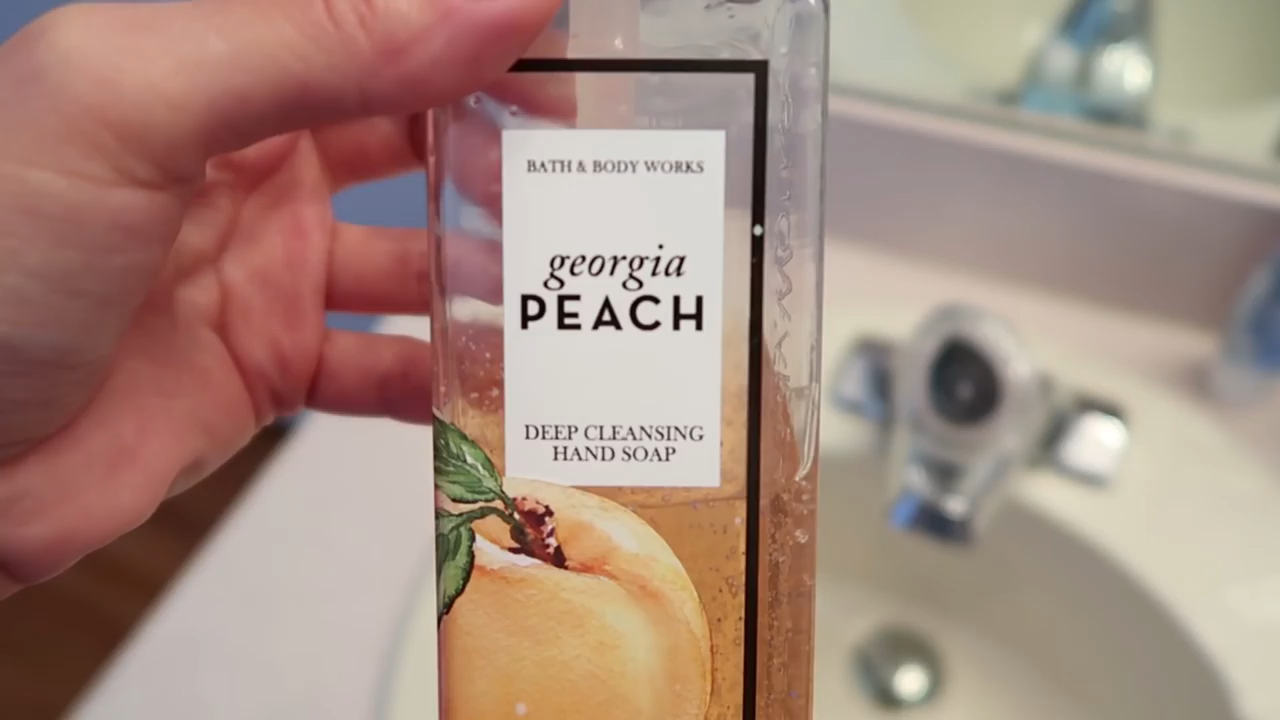 BATH & BODY WORKS
georgia
PEACH
DEEP CLEANSING
HAND SOAP